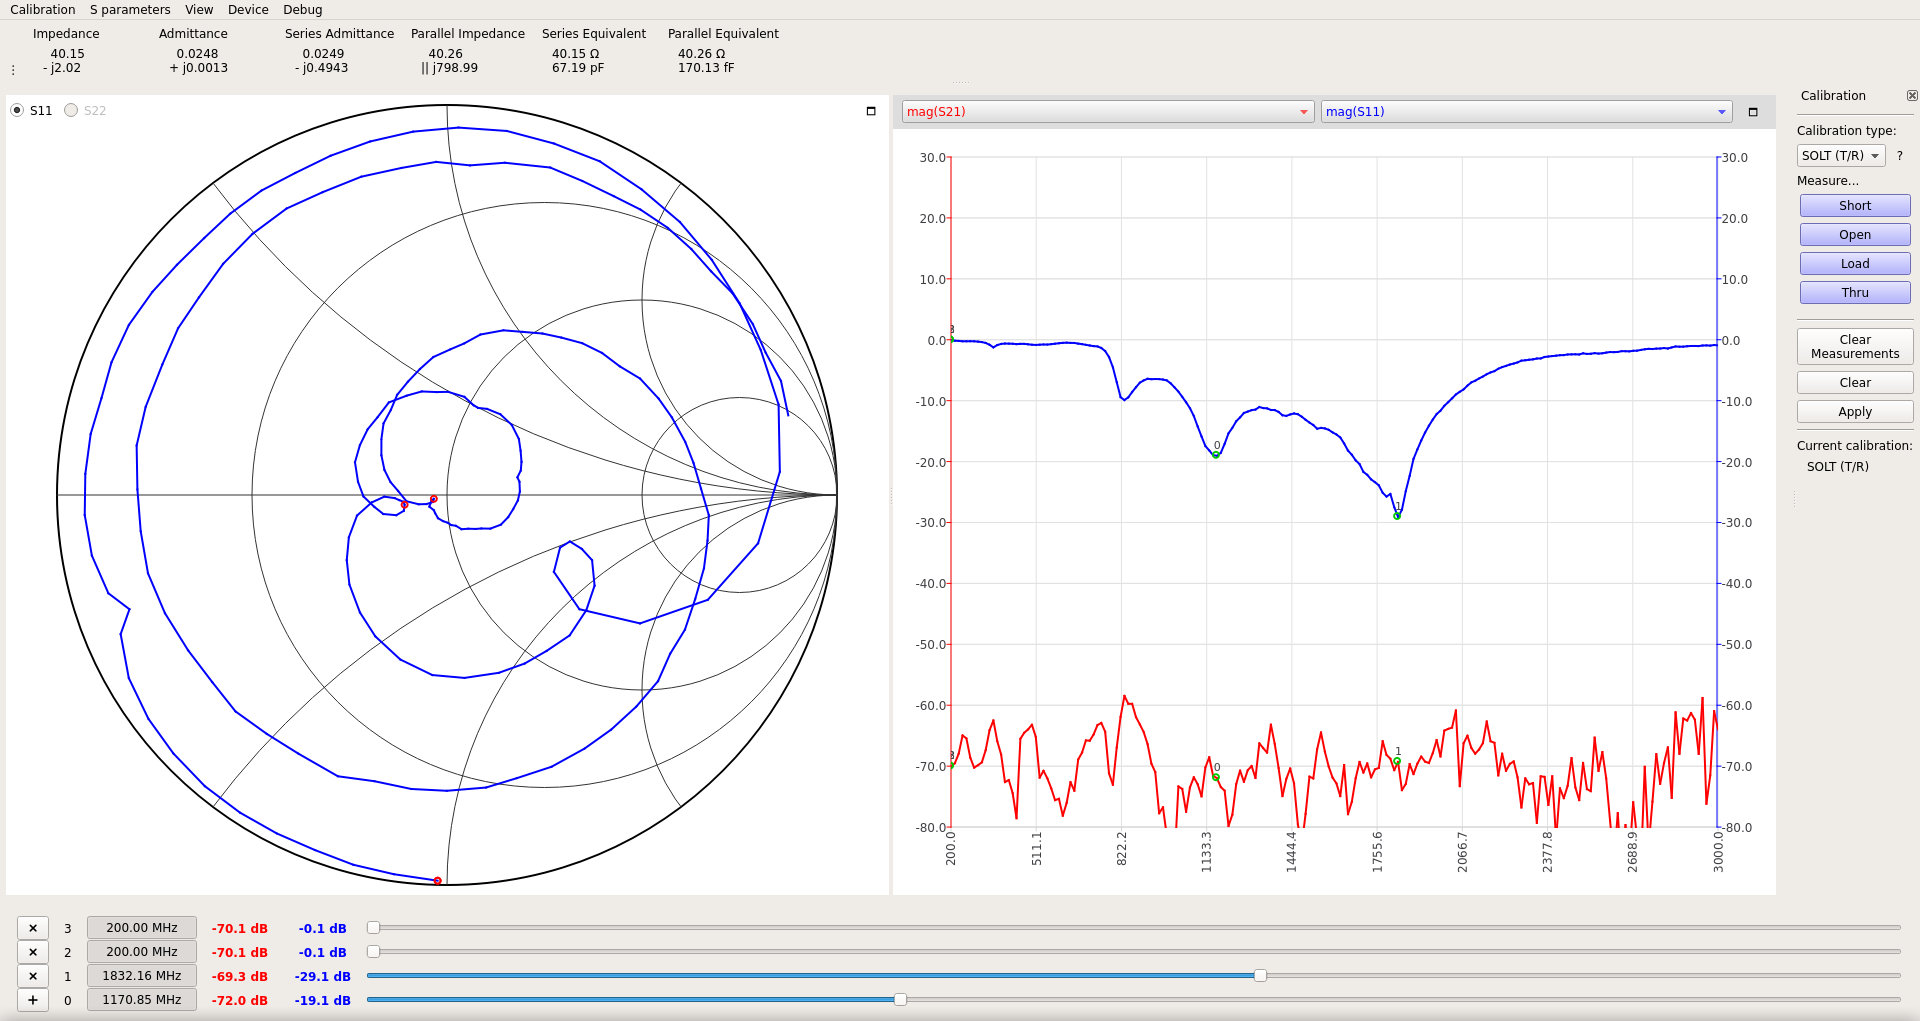 Calibration S parameters View Device Debug
Impedance Admittance Series Admittance Parallel Impedance Series Equivalent Parallel Equivalent
40.15 0.0248 0.0249 40.26 40.15 Ω 40.26 Ω
- j2.02 + j0.0013 - j0.4943 || j798.99 67.19 pF 170.13 fF
S11 S22
mag(S21) mag(S11)
30.0 30.0
20.0 20.0
10.0 10.0
3
0.0 0.0
-10.0 -10.0
0
-20.0 -20.0
1
-30.0 -30.0
-40.0 -40.0
-50.0 -50.0
-60.0 -60.0
3 0 1
-70.0 -70.0
-80.0 -80.0
200.0 511.1 822.2 1133.3 1444.4 1755.6 2066.7 2377.8 2688.9 3000.0
Calibration
Calibration type:
SOLT (T/R) ?
Measure...
Short
Open
Load
Thru
Clear
Measurements
Clear
Apply
Current calibration:
SOLT (T/R)
× 3 200.00 MHz -70.1 dB -0.1 dB
× 2 200.00 MHz -70.1 dB -0.1 dB
× 1 1832.16 MHz -69.3 dB -29.1 dB
+ 0 1170.85 MHz -72.0 dB -19.1 dB